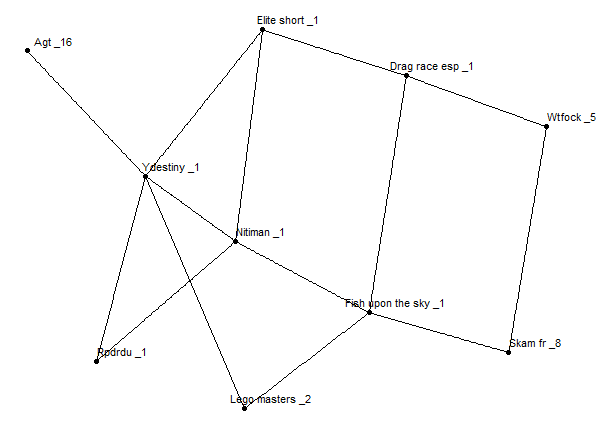 Elite short _1
Agt _16
Drag race esp _1
Wtfock _5
Ydestiny _1
Nitiman _1
Fish upon the sky _1
Skam fr _8
Rpdrdu _1
Lego masters _2